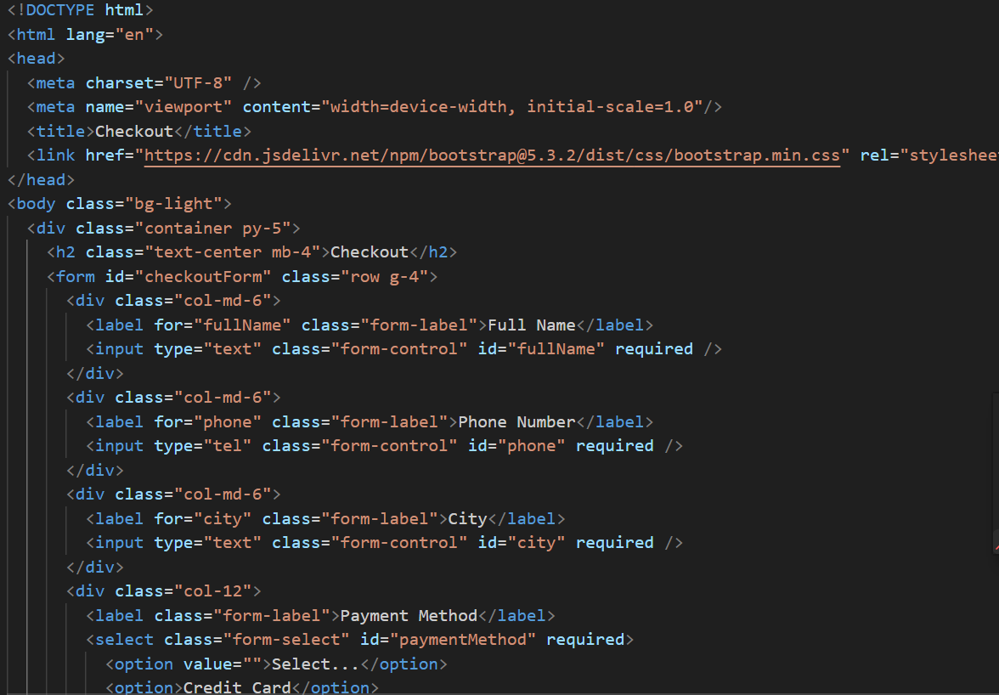 <!DOCTYPE html>
<html lang="en">
<head>
  <meta charset="UTF-8" />
  <meta name="viewport" content="width=device-width, initial-scale=1.0"/>
  <title>Checkout</title>
  <link href="https://cdn.jsdelivr.net/npm/bootstrap@5.3.2/dist/css/bootstrap.min.css" rel="styleshee
</head>
<body class="bg-light">
  <div class="container py-5">
    <h2 class="text-center mb-4">Checkout</h2>
    <form id="checkoutForm" class="row g-4">
      <div class="col-md-6">
        <label for="fullName" class="form-label">Full Name</label>
        <input type="text" class="form-control" id="fullName" required />
      </div>
      <div class="col-md-6">
        <label for="phone" class="form-label">Phone Number</label>
        <input type="tel" class="form-control" id="phone" required />
      </div>
      <div class="col-md-6">
        <label for="city" class="form-label">City</label>
        <input type="text" class="form-control" id="city" required />
      </div>
      <div class="col-12">
        <label class="form-label">Payment Method</label>
        <select class="form-select" id="paymentMethod" required>
          <option value="">Select...</option>
          <option>Credit Card</option>